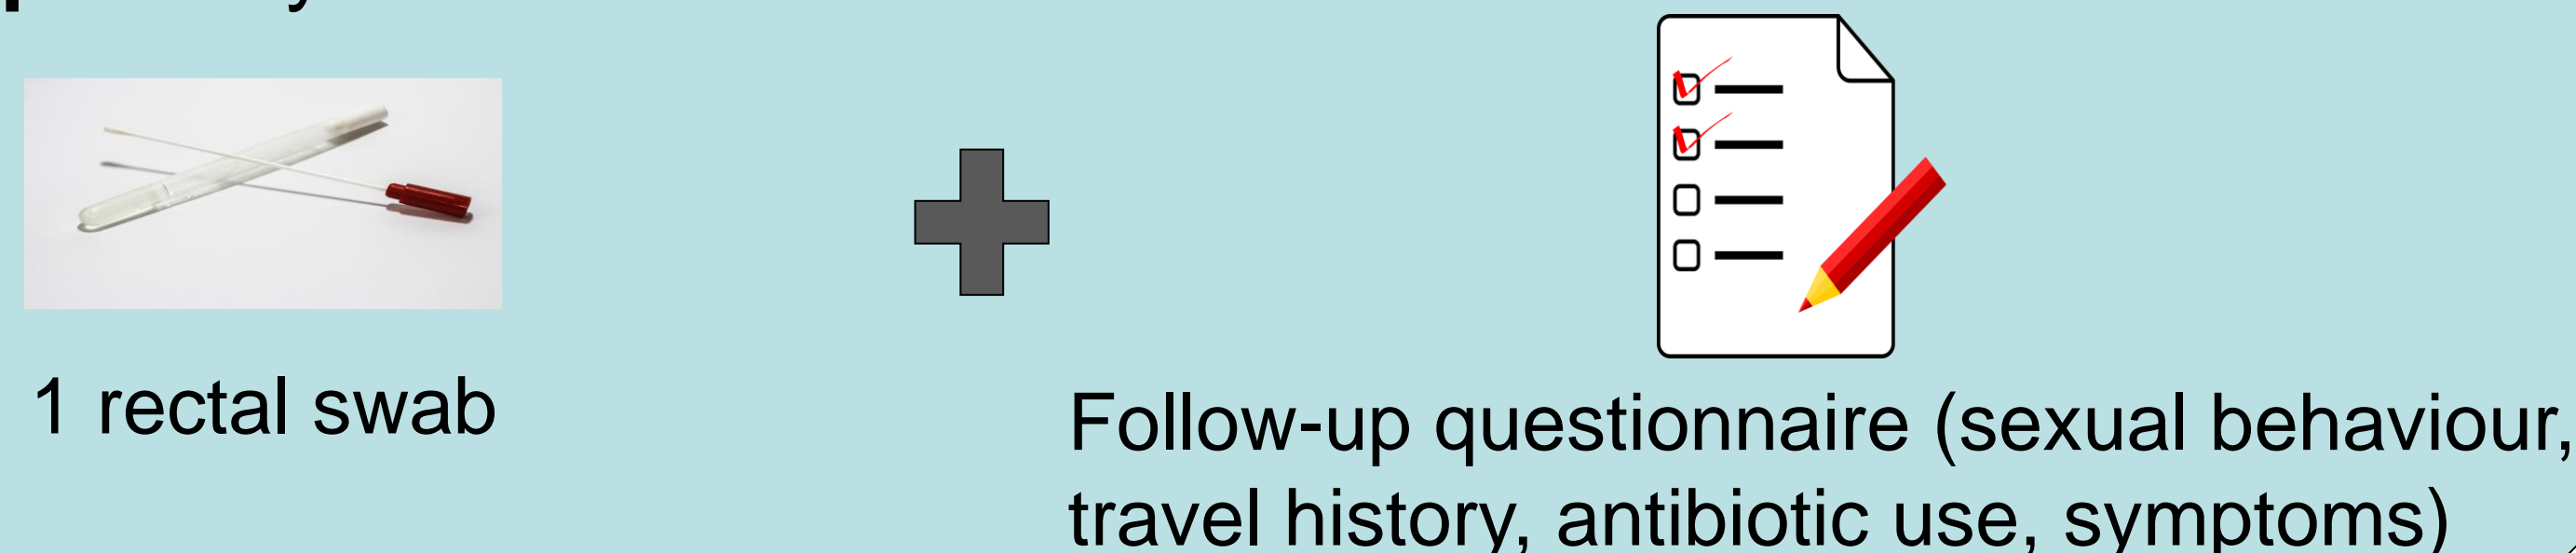 1 rectal swab
Follow-up questionnaire (sexual behaviour,
travel history, antibiotic use, symptoms)